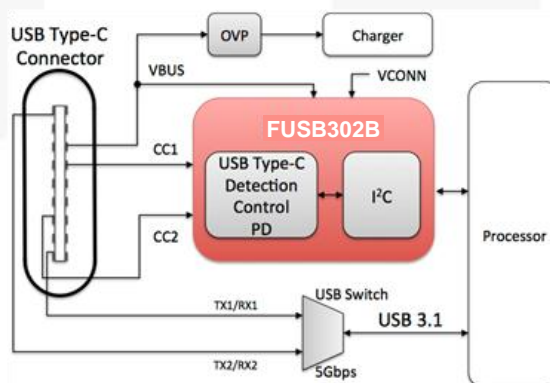 USB Type-C
Connector
OVP
Charger
VBUS
VCONN
FUSB302B
CC1
USB Type-C
Detection
Control
PD
I²C
CC2
Processor
TX1/RX1
USB Switch
USB 3.1
TX2/RX2
5Gbps